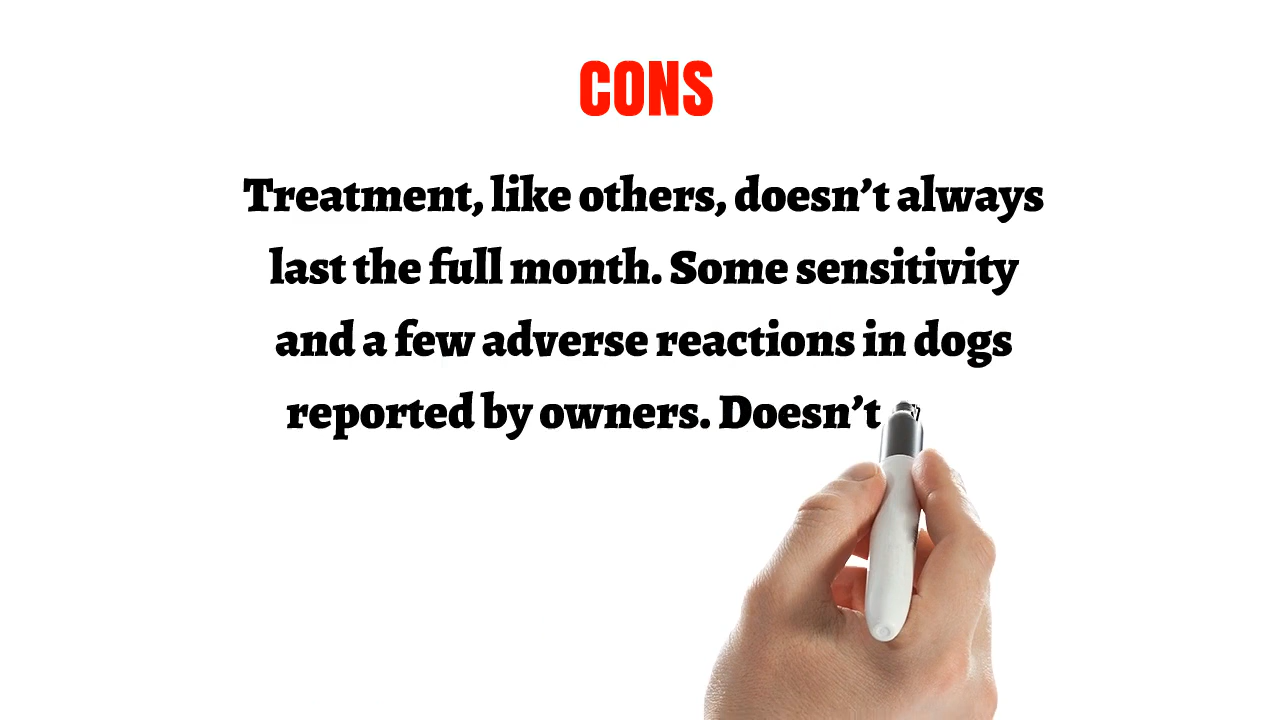 CONS
Treatment, like others, doesn’t always
last the full month. Some sensitivity
and a few adverse reactions in dogs
reported by owners. Doesn’t